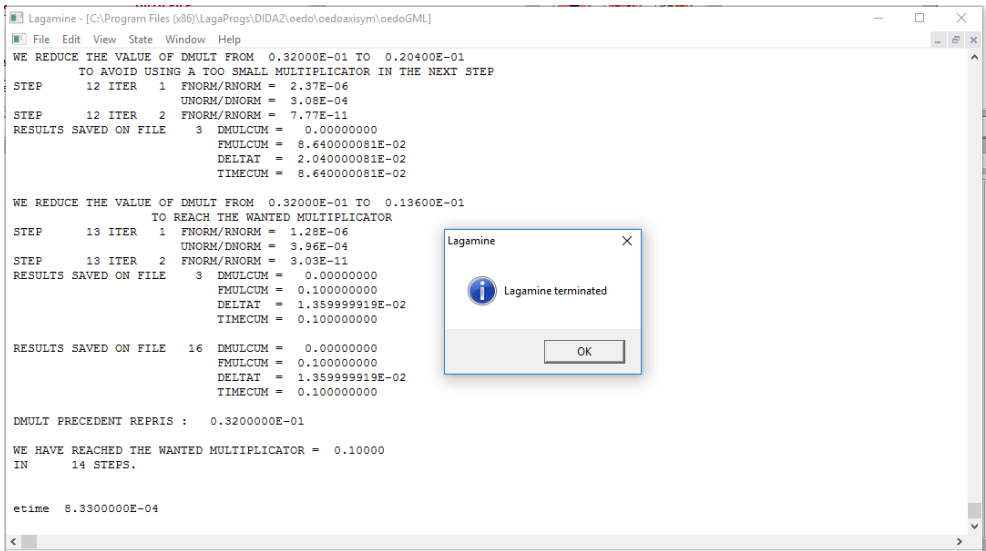 Lagamine - [C:\Program Files (x86)\LagaProgs\DIDAZ\oedo\oedoaxisym\oedoGML]
File Edit View State Window Help
WE REDUCE THE VALUE OF DMULT FROM 0.32000E-01 TO 0.20400E-01
TO AVOID USING A TOO SMALL MULTIPLICATOR IN THE NEXT STEP
STEP 12 ITER 1 FNORM/RNORM = 2.37E-06
UNORM/DNORM = 3.08E-04
STEP 12 ITER 2 FNORM/RNORM = 7.77E-11
RESULTS SAVED ON FILE 3 DMULCUM = 0.00000000
FMULCUM = 8.640000081E-02
DELTAT = 2.040000081E-02
TIMECUM = 8.640000081E-02
WE REDUCE THE VALUE OF DMULT FROM 0.32000E-01 TO 0.13600E-01
TO REACH THE WANTED MULTIPLICATOR
STEP 13 ITER 1 FNORM/RNORM = 1.28E-06
UNORM/DNORM = 3.96E-04
STEP 13 ITER 2 FNORM/RNORM = 3.03E-11
RESULTS SAVED ON FILE 3 DMULCUM = 0.00000000
FMULCUM = 0.100000000
DELTAT = 1.359999919E-02
TIMECUM = 0.100000000
RESULTS SAVED ON FILE 16 DMULCUM = 0.00000000
FMULCUM = 0.100000000
DELTAT = 1.359999919E-02
TIMECUM = 0.100000000
DMULT PRECEDENT REPRIS : 0.3200000E-01
WE HAVE REACHED THE WANTED MULTIPLICATOR = 0.10000
IN 14 STEPS.
etime 8.3300000E-04
Lagamine
Lagamine terminated
OK